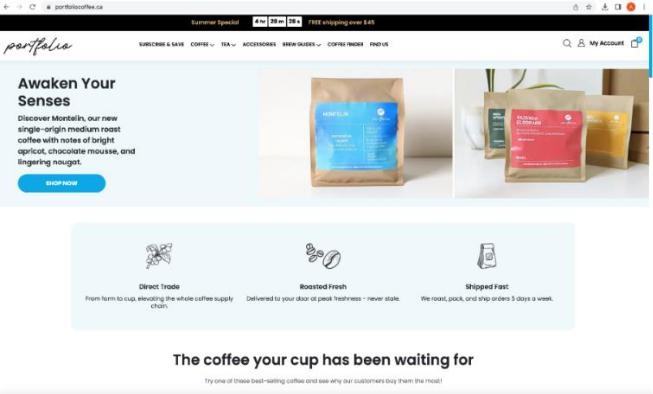 portfoliocoffee.ca
Summer Special 4 hr 28 m 28 s FREE shipping over $45
portfolio
SUBSCRIBE & SAVE COFFEE TEA ACCESSORIES BREW GUIDES COFFEE FINDER FIND US
My Account
Awaken Your
Senses
Discover Montelin, our new
single-origin medium roast
coffee with notes of bright
apricot, chocolate mousse, and
lingering nougat.
SHOP NOW
MONTELIN
Direct Trade
From farm to cup, elevating the whole coffee supply
chain.
Roasted Fresh
Delivered to your door at peak freshness - never stale.
Shipped Fast
We roast, pack, and ship orders 5 days a week.
The coffee your cup has been waiting for
Try one of these best-selling coffee and see why our customers buy them the most!